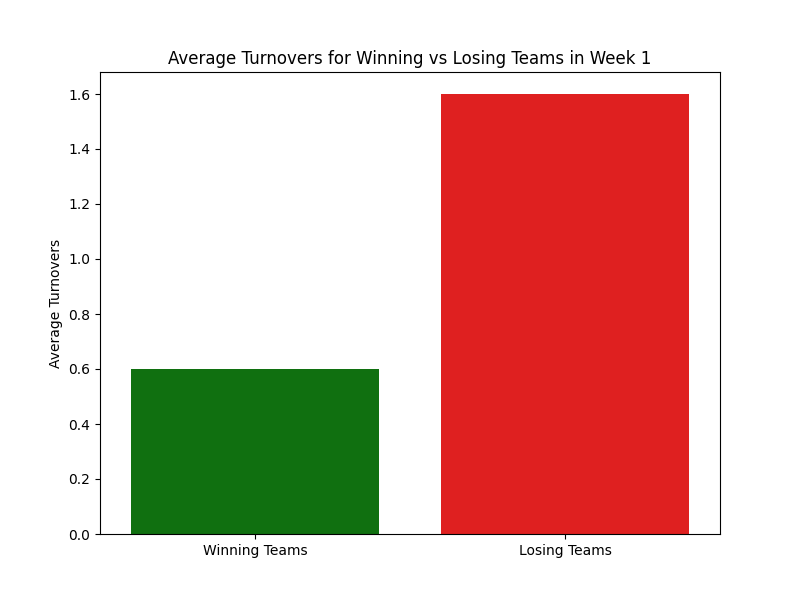 Average Turnovers for Winning vs Losing Teams in Week 1
Average Turnovers
1.6
1.4
1.2
1.0
0.8
0.6
0.4
0.2
0.0
Winning Teams
Losing Teams